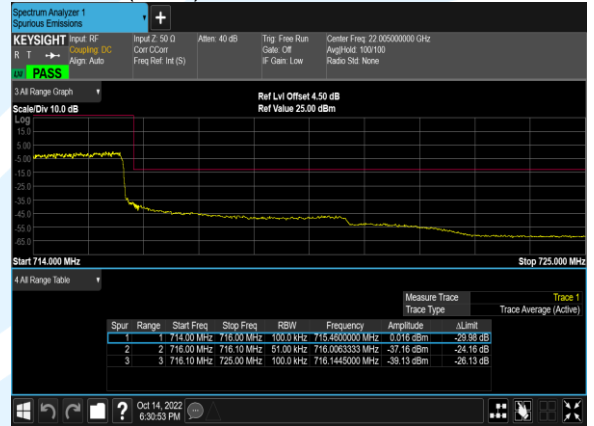 Spectrum Analyzer 1
Spurious Emissions
KEYSIGHT Input: RF Input Z: 50 Ω Atten: 40 dB Trig: Free Run Center Freq: 22.005000000 GHz
R T Coupling: DC Corr CCorr Gate: Off Avg|Hold: 100/100
Align: Auto Freq Ref: Int (S) IF Gain: Low Radio Std: None
PASS
3 All Range Graph
Ref Lvl Offset 4.50 dB
Scale/Div 10.0 dB Ref Value 25.00 dBm
Log
15.0
5.00
-5.00
-15.0
-25.0
-35.0
-45.0
-55.0
-65.0
Start 714.000 MHz Stop 725.000 MHz
4 All Range Table
Measure Trace Trace 1
Trace Type Trace Average (Active)
Spur Range Start Freq Stop Freq RBW Frequency Amplitude ΔLimit
1 1 714.00 MHz 716.00 MHz 100.0 kHz 715.4600000 MHz 0.016 dBm -29.98 dB
2 2 716.00 MHz 716.10 MHz 51.00 kHz 716.0063333 MHz -37.16 dBm -24.16 dB
3 3 716.10 MHz 725.00 MHz 100.0 kHz 716.1445000 MHz -39.13 dBm -26.13 dB
Oct 14, 2022
6:30:53 PM